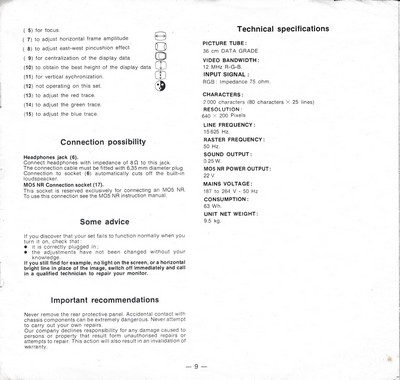 ( 5) for focus
( 7) to adjust horizontal frame amplitude
( 8) to adjust east-west pincushion effect
( 9) for centralization of the display data
(10) to obtain the best height of the display data
(11) for vertical sychronization.
(12) not operating on this set.
(13) to adjust the red trace.
(14) to adjust the green trace.
(15) to adjust the blue trace.
Connection possibility
Headphones jack (6).
Connect headphones with impedance of 8 Ω to this jack.
The connection cable must be fitted with 6,35 mm diameter plug.
Connection to socket (6) automatically cuts off the built-in
loudspeaker.
MO5 NR Connection socket (17).
This socket is reserved exclusively for connecting an MO5 NR.
To use this connection see the MO5 NR instruction manual.
Some advice
If you discover that your set fails to function normally when you
turn it on, check that :
● it is correctly plugged in ;
● the adjustments have not been changed without your
knowledge.
If you still find for example, no light on the screen, or a horizontal
bright line in place of the image, switch off immediately and call
in a qualified technician to repair your monitor.
Important recommendations
Never remove the rear protective panel. Accidental contact with
chassis components can be extremely dangerous. Never attempt
to carry out your own repairs.
Our company declines responsibility for any damage caused to
persons or property that result form unauthorised repairs or
attempts to repair. This action will also result in an invalidation of
warranty.
Technical specifications
PICTURE TUBE :
36 cm DATA GRADE
VIDEO BANDWIDTH :
12 MHz R-G-B.
INPUT SIGNAL :
RGB : Impedance 75 ohm.
CHARACTERS :
7 000 characters (80 characters × 25 lines)
RESOLUTION :
640 × 200 Pixels
LINE FREQUENCY :
15 625 Hz.
RASTER FREQUENCY :
50 Hz.
SOUND OUTPUT :
0.25 W.
MO5 NR POWER OUTPUT :
22 V
MAINS VOLTAGE :
187 to 264 V - 50 Hz
CONSUMPTION :
63 Wh.
UNIT NET WEIGHT :
9.5 kg.
— 9 —